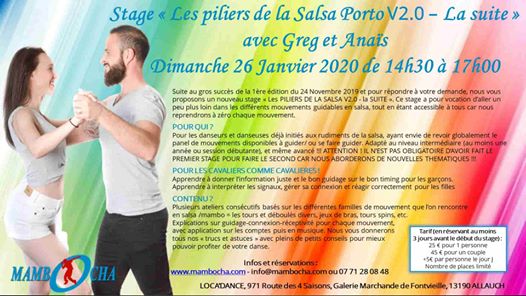 Stage « Les piliers de la Salsa Porto V2.0 – La suite »
avec Greg et Anaïs
Dimanche 26 Janvier 2020 de 14h30 à 17h00
Suite au gros succès de la 1ère édition du 24 Novembre 2019 et pour répondre à votre demande, nous vous
proposons un nouveau stage « Les PILIERS DE LA SALSA V2.0 - la SUITE ». Ce stage a pour vocation d'aller un
peu plus loin dans les différents mouvements guidables en salsa, tout en étant accessible à tous car nous
reprendrons à zéro chaque mouvement.
POUR QUI ?
Pour les danseurs et danseuses déjà initiés aux rudiments de la salsa, ayant envie de revoir globalement le
panel de mouvements disponibles à guider/ ou se faire guider. Adapté au niveau intermédiaire (au moins une
année ou session débutante), et même avancé !!! ATTENTION ! IL N'EST PAS OBLIGATOIRE D'AVOIR FAIT LE
PREMIER STAGE POUR FAIRE LE SECOND CAR NOUS ABORDERONS DE NOUVELLES THEMATIQUES !!!
POUR LES CAVALIERS COMME CAVALIERES !
Apprendre à donner l'information juste et le bon guidage sur le bon timing pour les garçons.
Apprendre à interpréter les signaux, gérer sa connexion et réagir correctement pour les filles
CONTENU ?
Plusieurs ateliers consécutifs basés sur les différentes familles de mouvement que l'on rencontre
en salsa /mambo » les tours et déboulés divers, jeux de bras, tours spins, etc.
Explications sur guidage-connexion-réceptivité pour chaque mouvement,
avec application sur les comptes puis en musique. Nous vous donnerons
tous nos « trucs et astuces » avec pleins de petits conseils pour mieux
pouvoir profiter de votre danse.
Tarif (en réservant au moins
3 jours avant le début du stage) :
25 € pour 1 personne
45 € pour un couple
+5€ par personne le jour J
Nombre de places limité
Infos et réservations :
www.mambocha.com - info@mambocha.com ou 07 71 28 08 48
LOCA'DANCE, 971 Route des 4 Saisons, Galerie Marchande de Fontvieille, 13190 ALLAUCH
MAMBOCHA